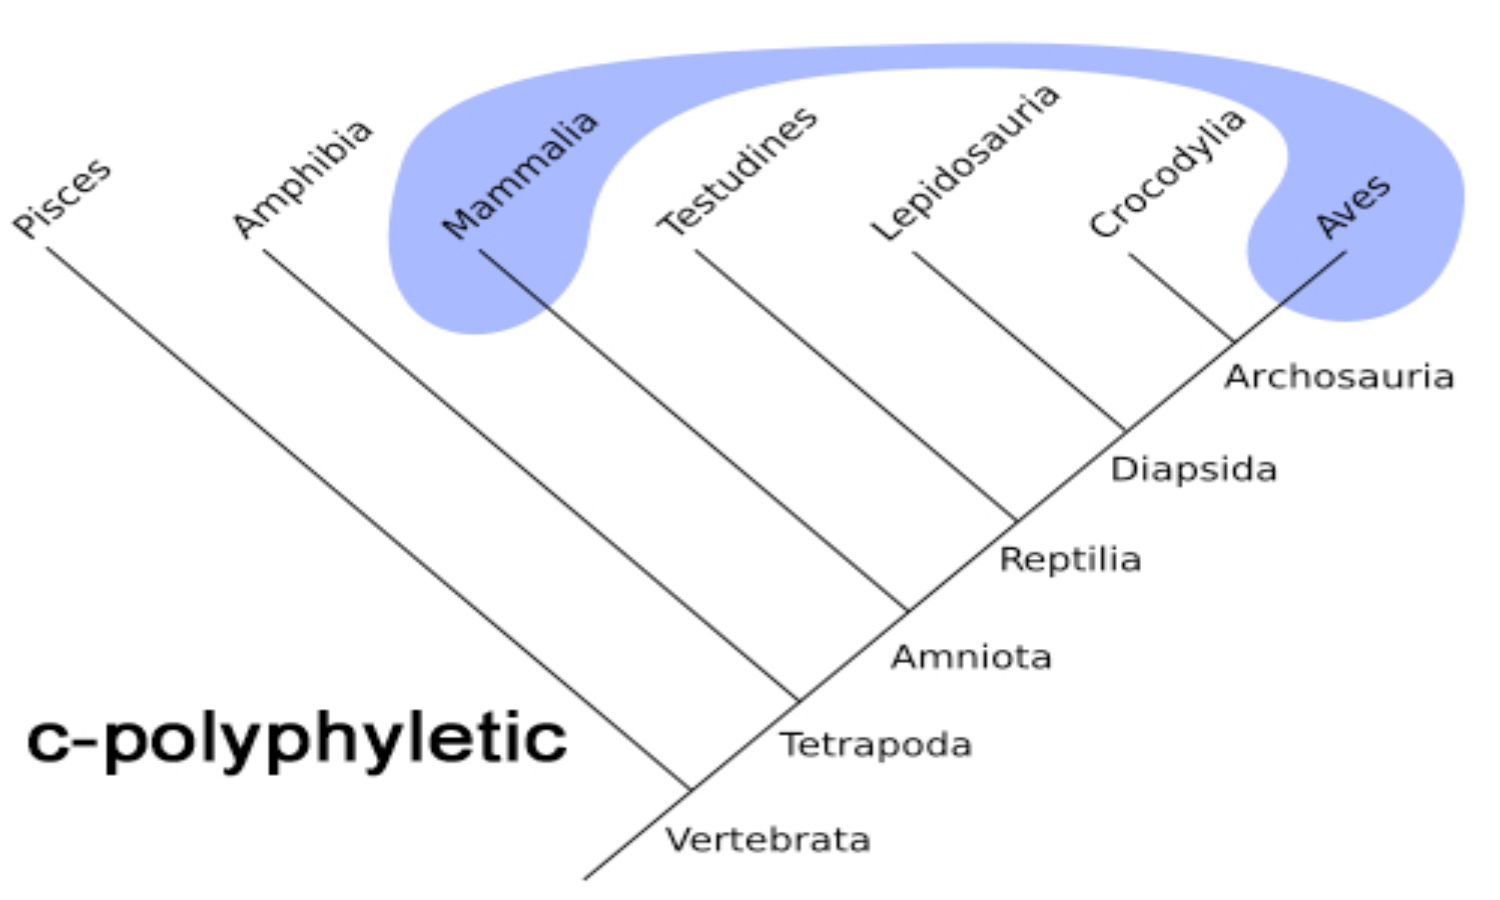 Pisces
Amphibia
Mammalia
Testudines
Lepidosauria
Crocodylia
Aves
Archosauria
Diapsida
Reptilia
Amniota
Tetrapoda
Vertebrata
c-polyphyletic